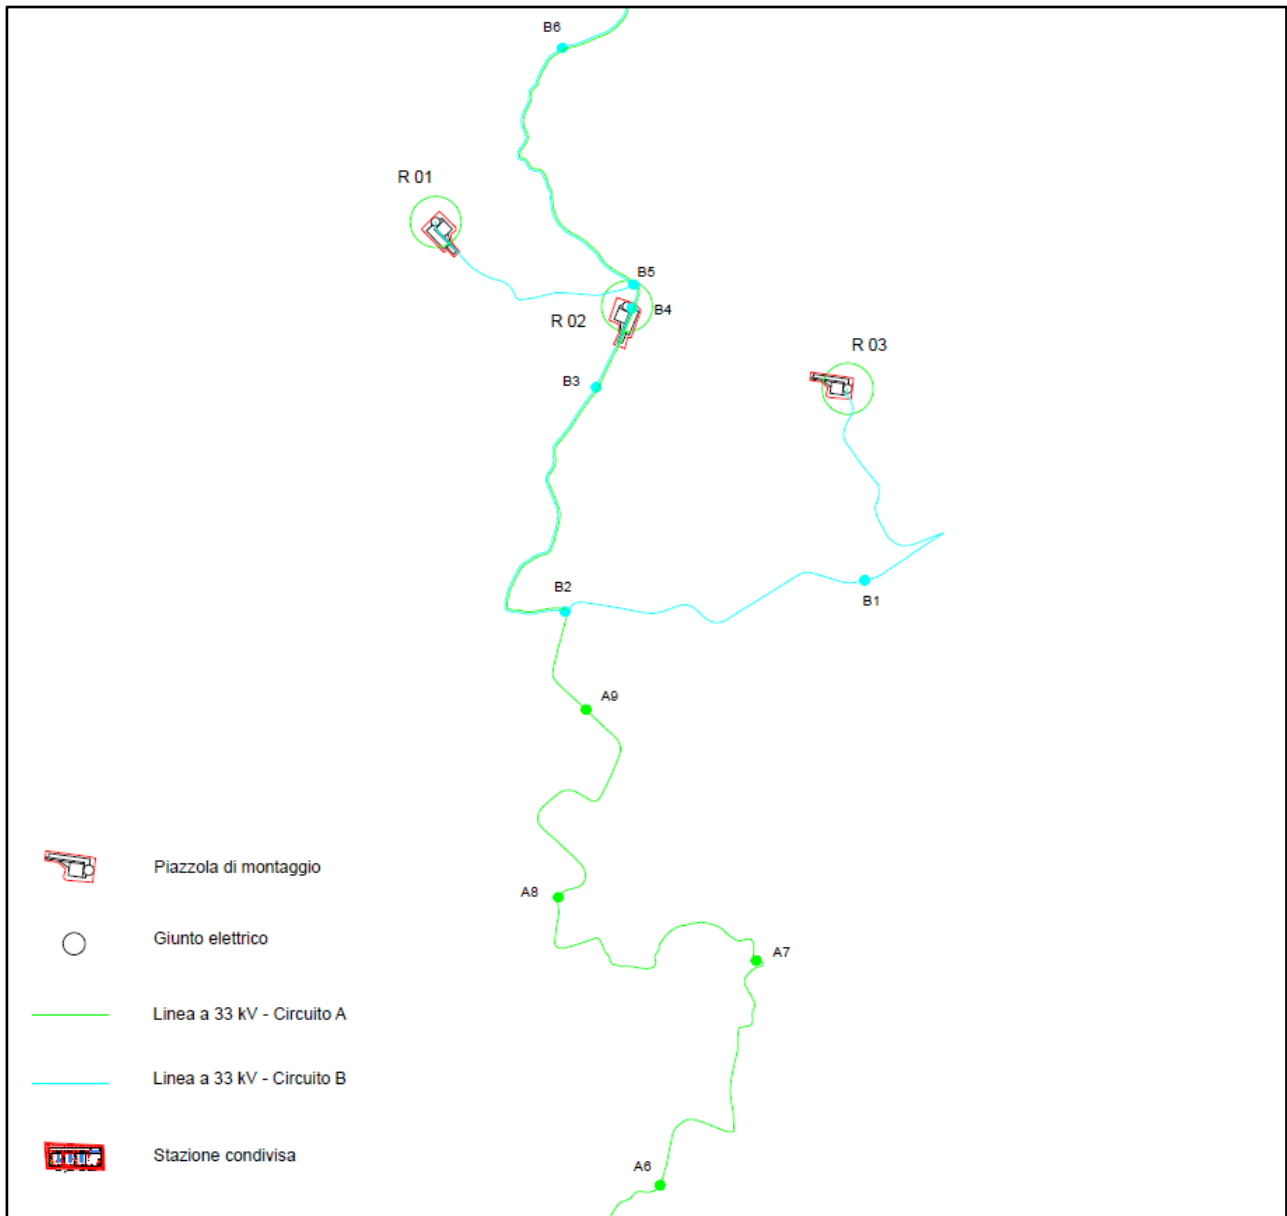 B6
R 01
B5
B4
R 02
R 03
B3
B2
B1
A9
Piazzola di montaggio
A8
Giunto elettrico
A7
Linea a 33 kV - Circuito A
Linea a 33 kV - Circuito B
Stazione condivisa
A6